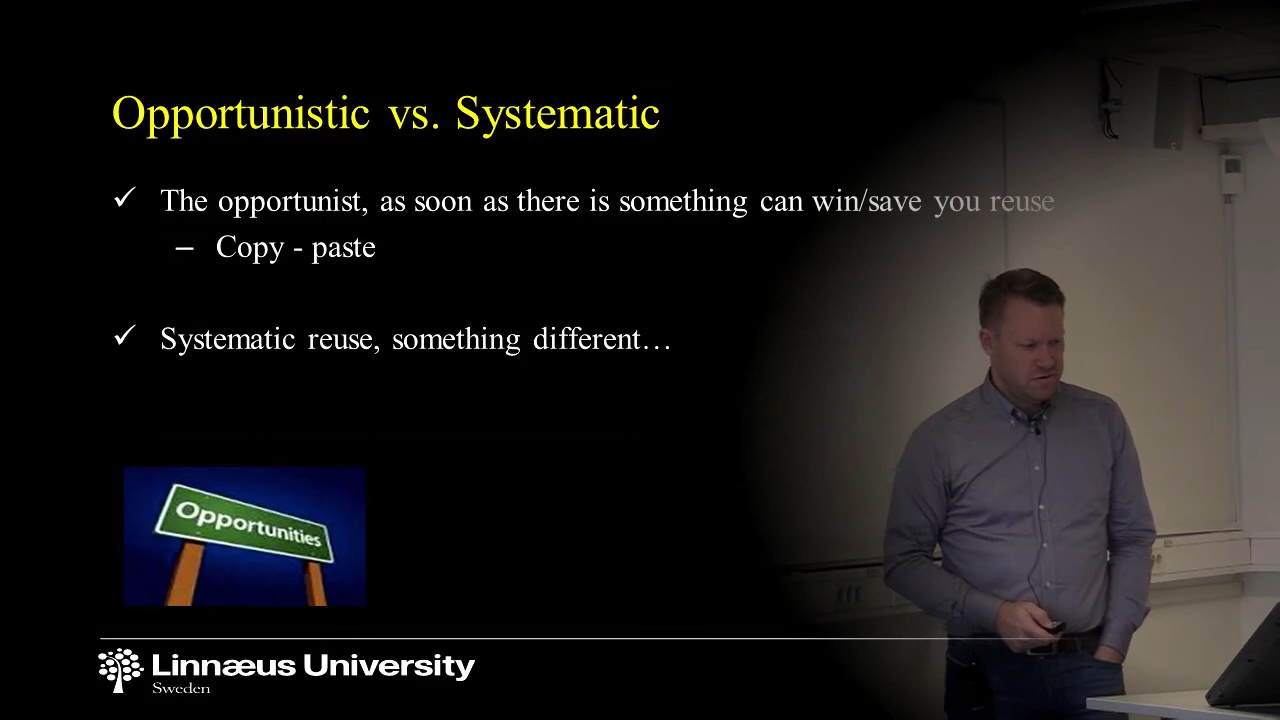 Opportunistic vs. Systematic
✓ The opportunist, as soon as there is something can win/save you reuse
– Copy - paste
✓ Systematic reuse, something different…
Opportunities
Linnæus University
Sweden